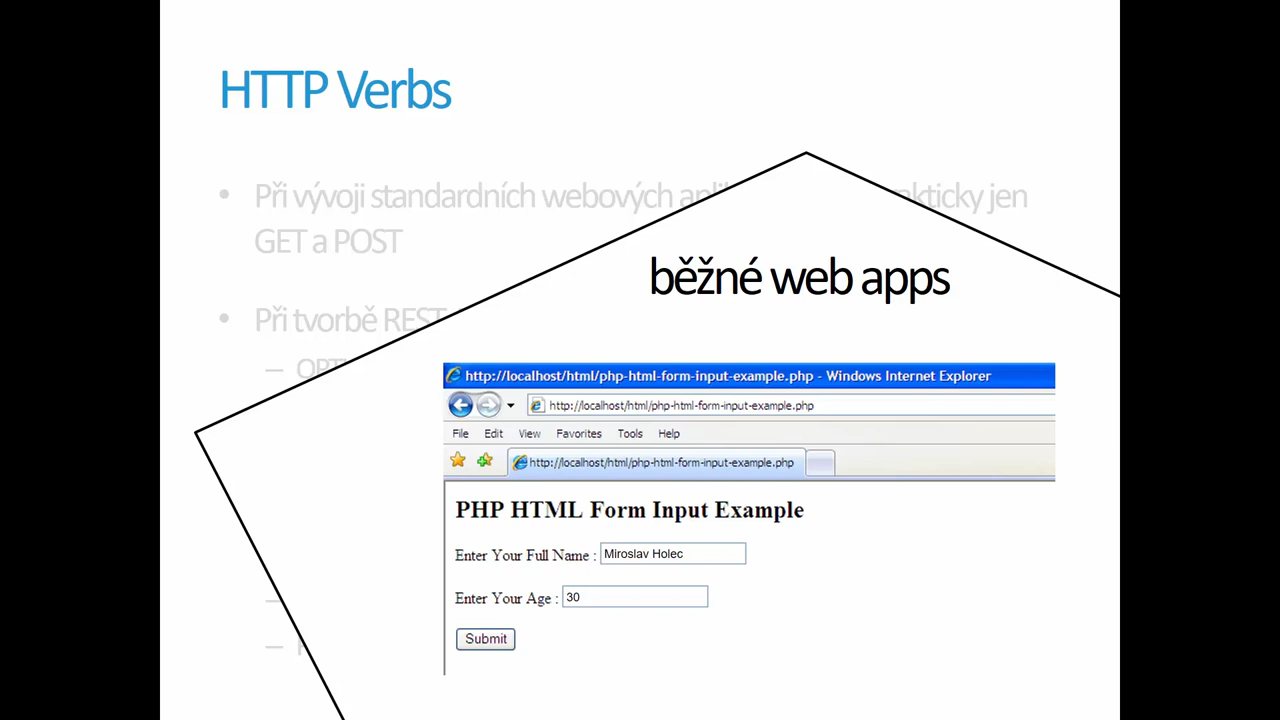 HTTP Verbs
• Při vývoji standardních webových prakticky jen
GET a POST
• Při tvorbě REST
–
běžné web apps
http://localhost/html/php-html-form-input-example.php - Windows Internet Explorer
http://localhost/html/php-html-form-input-example.php
File Edit View Favorites Tools Help
http://localhost/html/php-html-form-input-example.php
PHP HTML Form Input Example
Enter Your Full Name : Miroslav Holec
Enter Your Age : 30
Submit
–
–